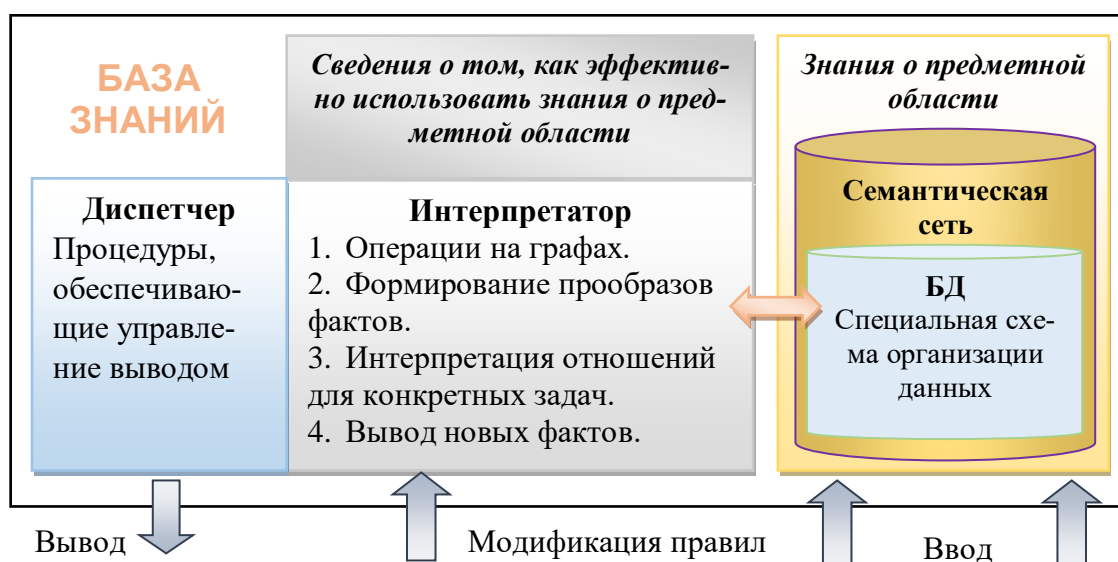 БАЗА
ЗНАНИЙ
Сведения о том, как эффектив-
но использовать знания о пред-
метной области
Знания о предметной
области
Диспетчер
Процедуры,
обеспечиваю-
щие управле-
ние выводом
Интерпретатор
1. Операции на графах.
2. Формирование прообразов
фактов.
3. Интерпретация отношений
для конкретных задач.
4. Вывод новых фактов.
Семантическая
сеть
БД
Специальная схе-
ма организации
данных
Вывод
Модификация правил
Ввод